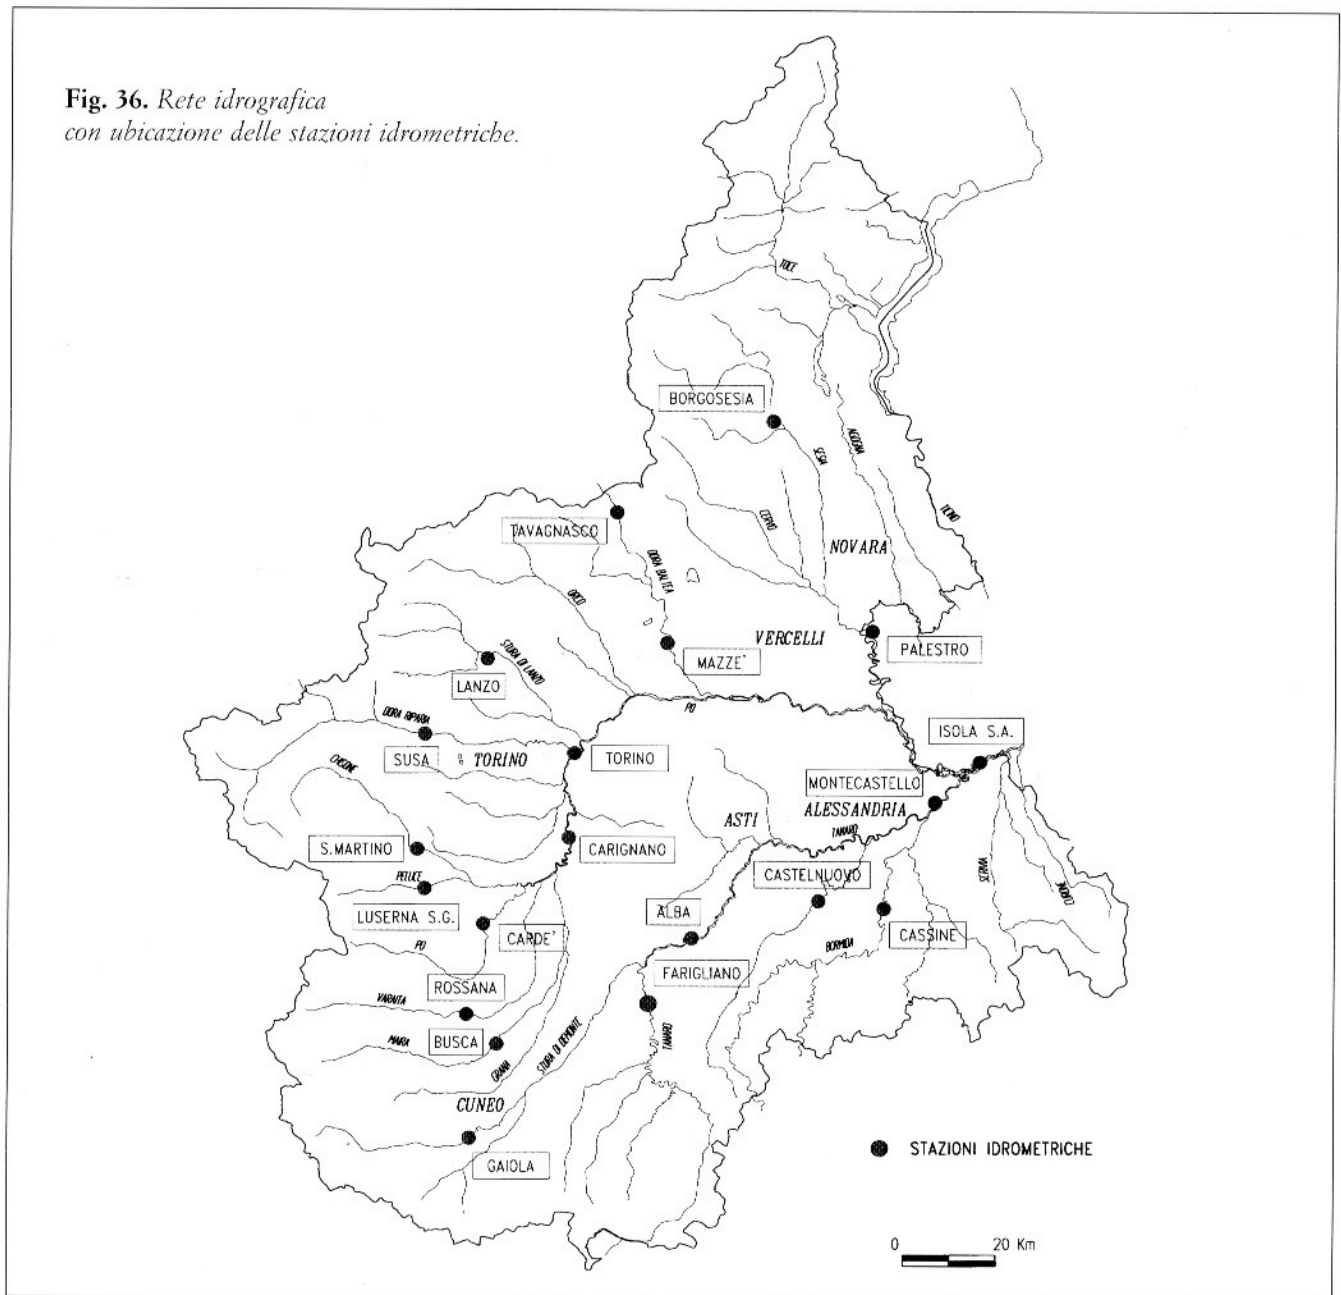 Fig. 36. Rete idrografica
con ubicazione delle stazioni idrometriche.
TOCE
BORGOSESIA
AGOGNA
SESIA
TICINO
CERVO
TAVAGNASCO
NOVARA
DORA BALTEA
ORCO
VERCELLI
PALESTRO
MAZZE'
STURA DI LANZO
LANZO
PO
DORA RIPARIA
ISOLA S.A.
SUSA
TORINO
TORINO
CHISONE
MONTECASTELLO
ALESSANDRIA
ASTI
TANARO
S.MARTINO
CARIGNANO
CASTELNUOVO
SCRIVIA
CURONE
PELLICE
LUSERNA S.G.
ALBA
CARDE'
CASSINE
PO
BORMIDA
FARIGLIANO
ROSSANA
VARAITA
TANARO
BUSCA
MAIRA
STURA DI DEMONTE
GRANA
CUNEO
GAIOLA
STAZIONI IDROMETRICHE
0 20 Km